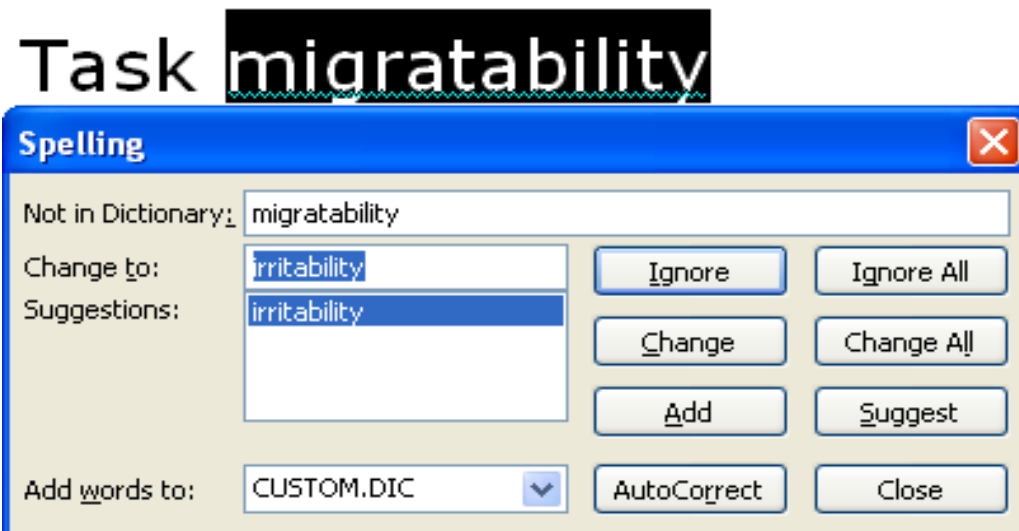 Task migratability
Spelling
Not in Dictionary: migratability
Change to: irritability Ignore Ignore All
Suggestions: irritability
Change Change All
Add Suggest
Add words to: CUSTOM.DIC AutoCorrect Close